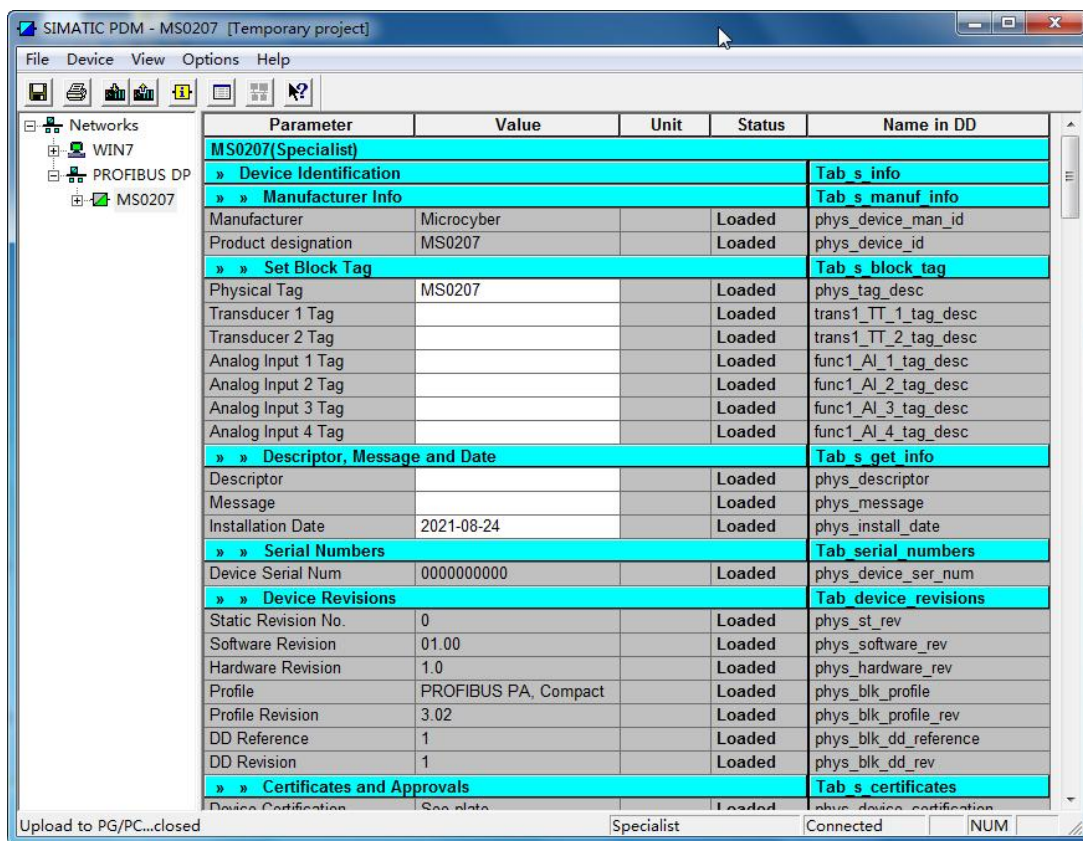 SIMATIC PDM - MS0207 [Temporary project]
File Device View Options Help
Networks
WIN7
PROFIBUS DP
MS0207
Parameter Value Unit Status Name in DD
MS0207(Specialist)
» Device Identification Tab_s_info
» » Manufacturer Info Tab_s_manuf_info
Manufacturer Microcyber Loaded phys_device_man_id
Product designation MS0207 Loaded phys_device_id
» » Set Block Tag Tab_s_block_tag
Physical Tag MS0207 Loaded phys_tag_desc
Transducer 1 Tag Loaded trans1_TT_1_tag_desc
Transducer 2 Tag Loaded trans1_TT_2_tag_desc
Analog Input 1 Tag Loaded func1_AI_1_tag_desc
Analog Input 2 Tag Loaded func1_AI_2_tag_desc
Analog Input 3 Tag Loaded func1_AI_3_tag_desc
Analog Input 4 Tag Loaded func1_AI_4_tag_desc
» » Descriptor, Message and Date Tab_s_get_info
Descriptor Loaded phys_descriptor
Message Loaded phys_message
Installation Date 2021-08-24 Loaded phys_install_date
» » Serial Numbers Tab_serial_numbers
Device Serial Num 0000000000 Loaded phys_device_ser_num
» » Device Revisions Tab_device_revisions
Static Revision No. 0 Loaded phys_st_rev
Software Revision 01.00 Loaded phys_software_rev
Hardware Revision 1.0 Loaded phys_hardware_rev
Profile PROFIBUS PA, Compact Loaded phys_blk_profile
Profile Revision 3.02 Loaded phys_blk_profile_rev
DD Reference 1 Loaded phys_blk_dd_reference
DD Revision 1 Loaded phys_blk_dd_rev
» » Certificates and Approvals Tab_s_certificates
Device Certification See plate Loaded phys_device_certification
Upload to PG/PC...closed Specialist Connected NUM